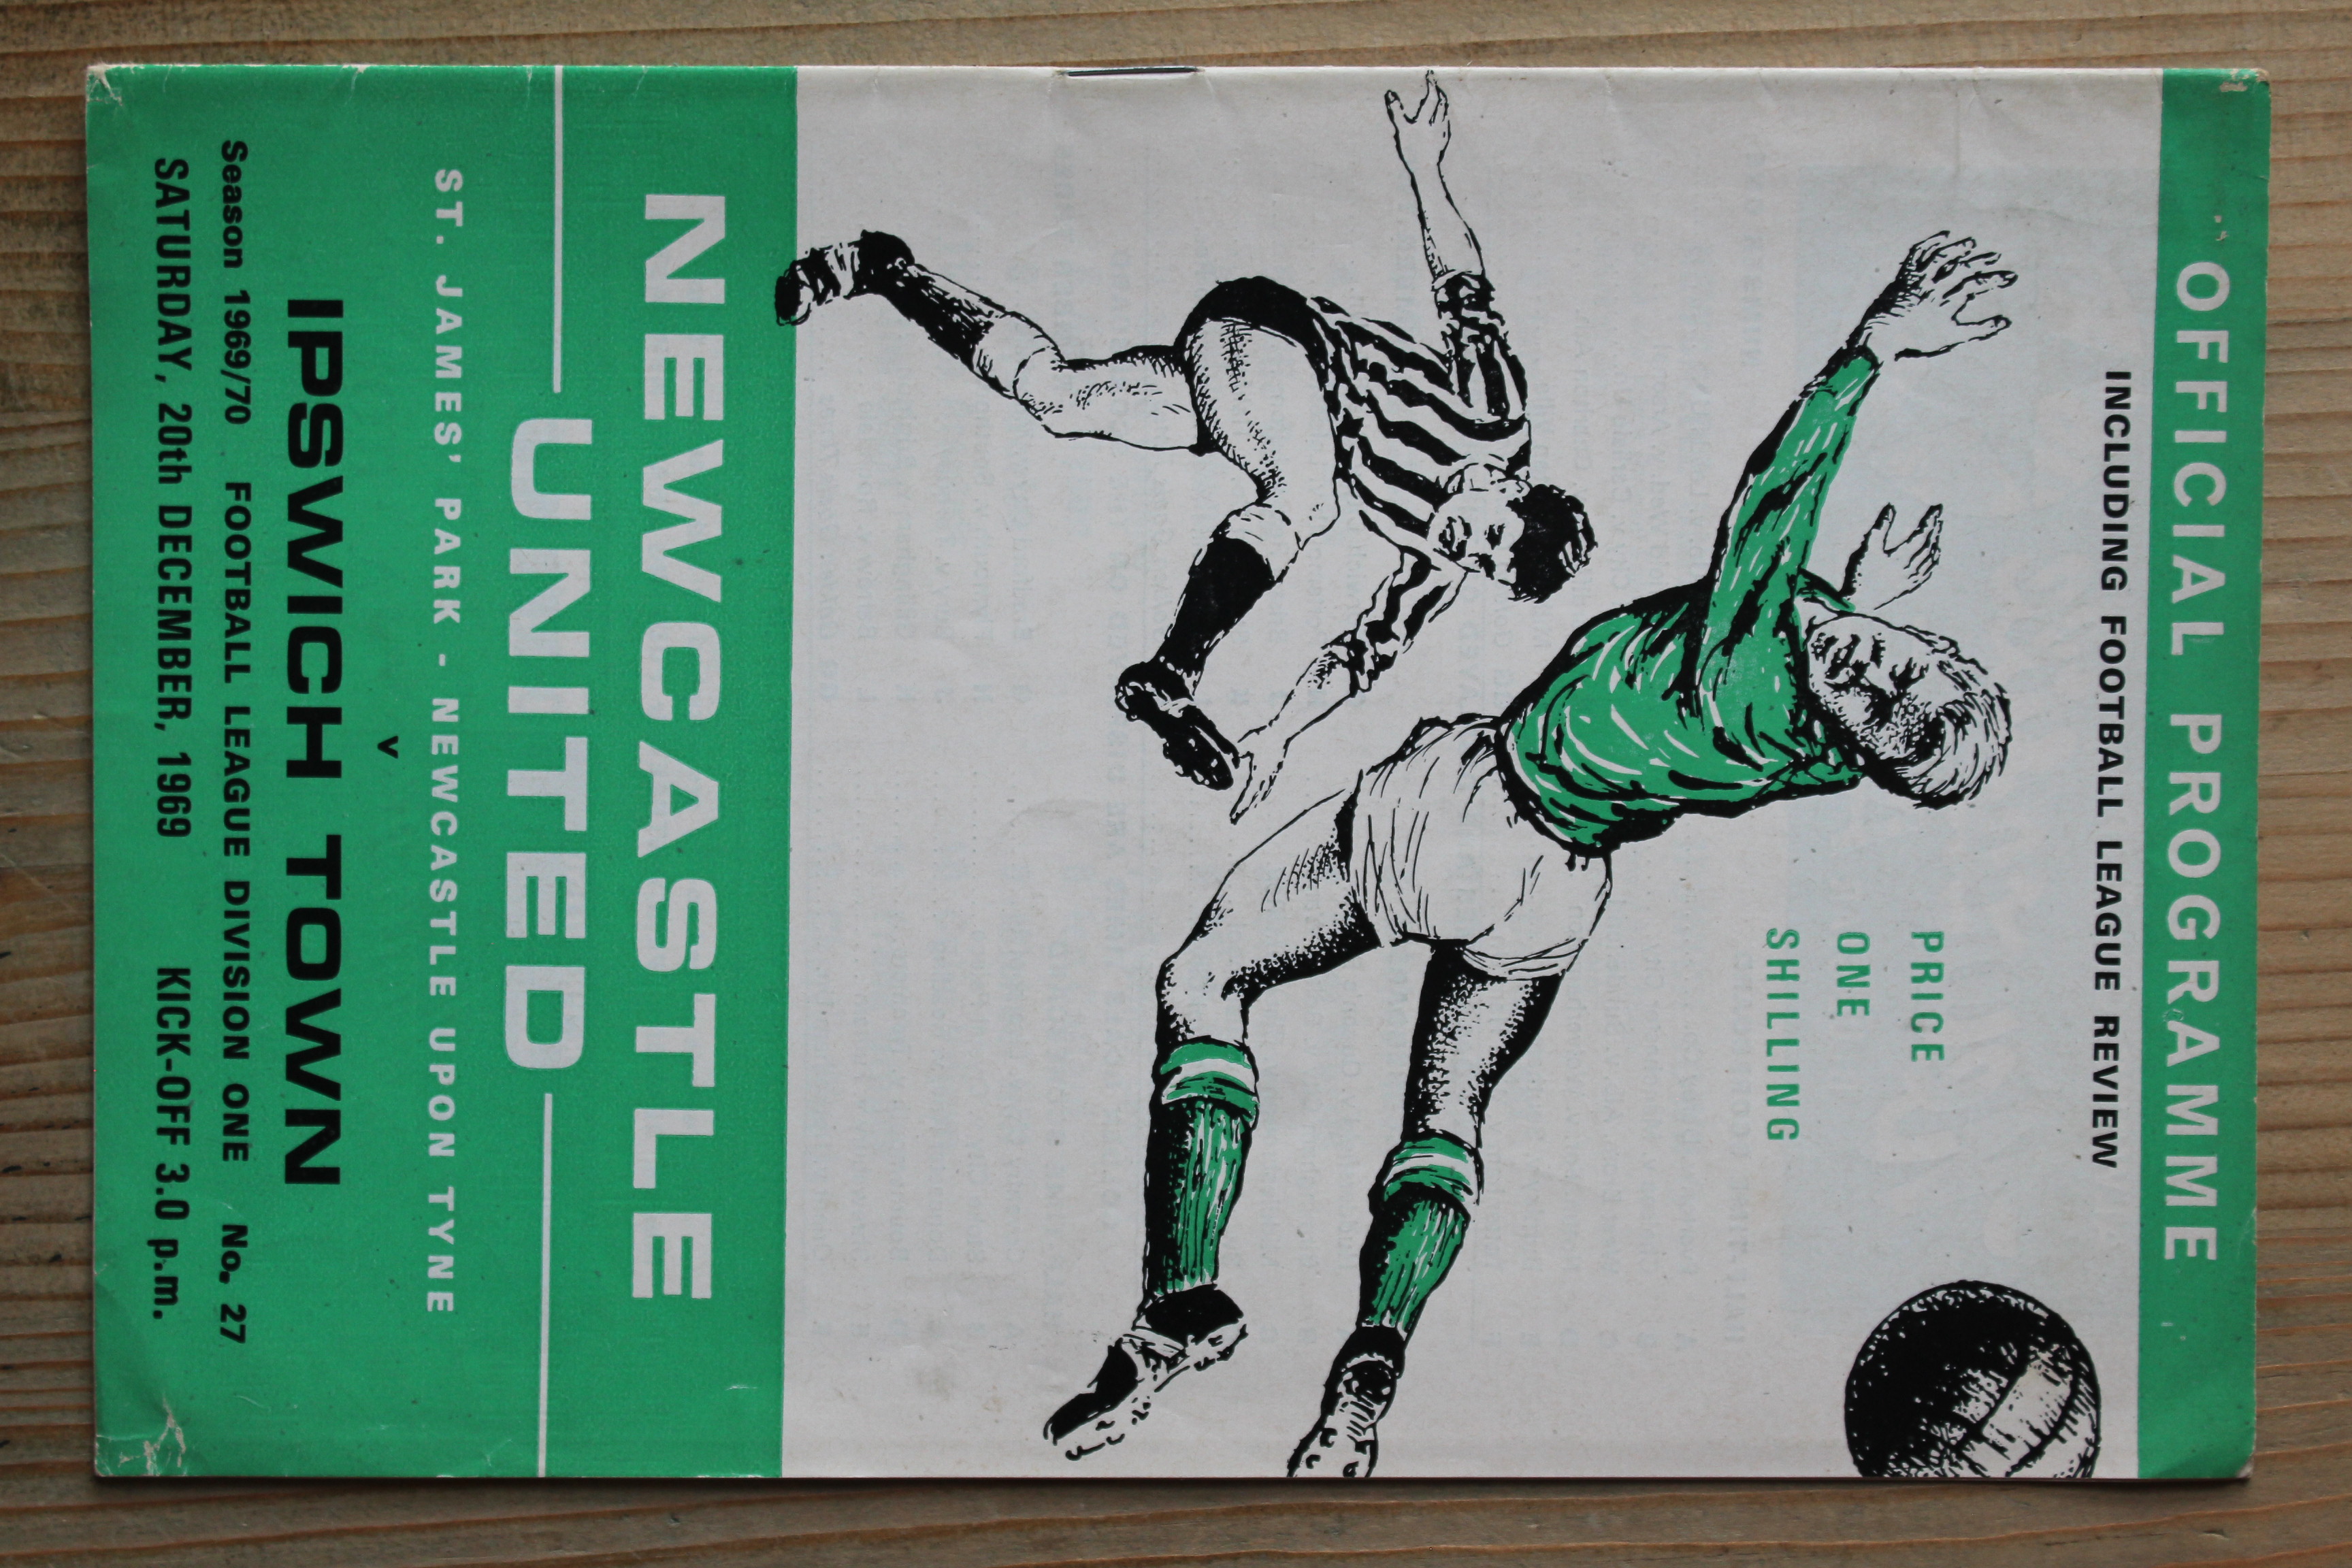 OFFICIAL PROGRAMME
INCLUDING FOOTBALL LEAGUE REVIEW
PRICE
ONE
SHILLING
NEWCASTLE
UNITED
ST. JAMES' PARK - NEWCASTLE UPON TYNE
v
IPSWICH TOWN
Season 1969/70 FOOTBALL LEAGUE DIVISION ONE No. 27
SATURDAY, 20th DECEMBER, 1969 KICK-OFF 3.0 p.m.